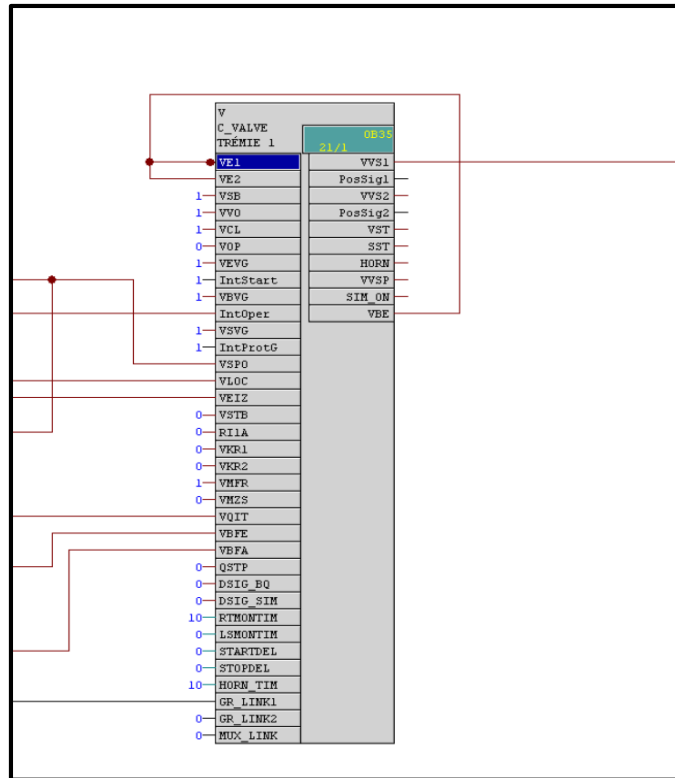 V
C_VALVE
TRÉMIE 1
OB35
21/1
VE1 VVS1
VE2 PosSig1
1 VSB VVS2
1 VVO PosSig2
1 VCL VST
0 VOP SST
1 VEVG HORN
1 IntStart VVSP
1 VBVG SIM_ON
IntOper VBE
1 VSVG
1 IntProtG
VSPO
VLOC
VEIZ
0 VSTB
0 RI1A
0 VKR1
0 VKR2
1 VMFR
0 VMZS
VQIT
VBFE
VBFA
0 QSTP
0 DSIG_BQ
0 DSIG_SIM
10 RTMONTIM
0 LSMONTIM
0 STARTDEL
0 STOPDEL
10 HORN_TIM
GR_LINK1
0 GR_LINK2
0 MUX_LINK